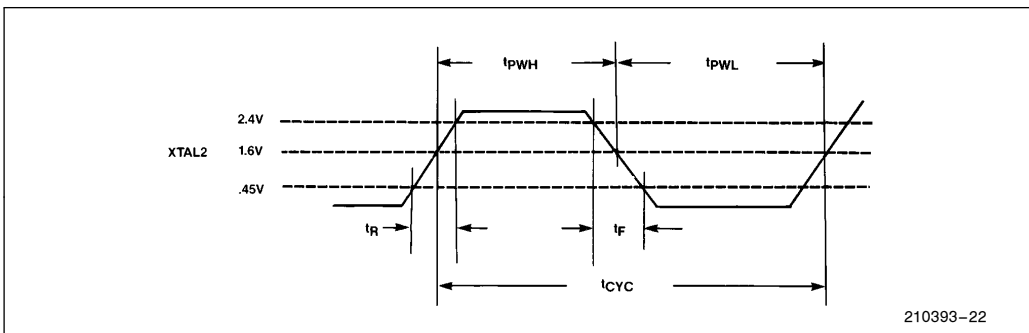 tPWH
tPWL
2.4V
XTAL2
1.6V
.45V
tR
tF
tCYC
210393–22